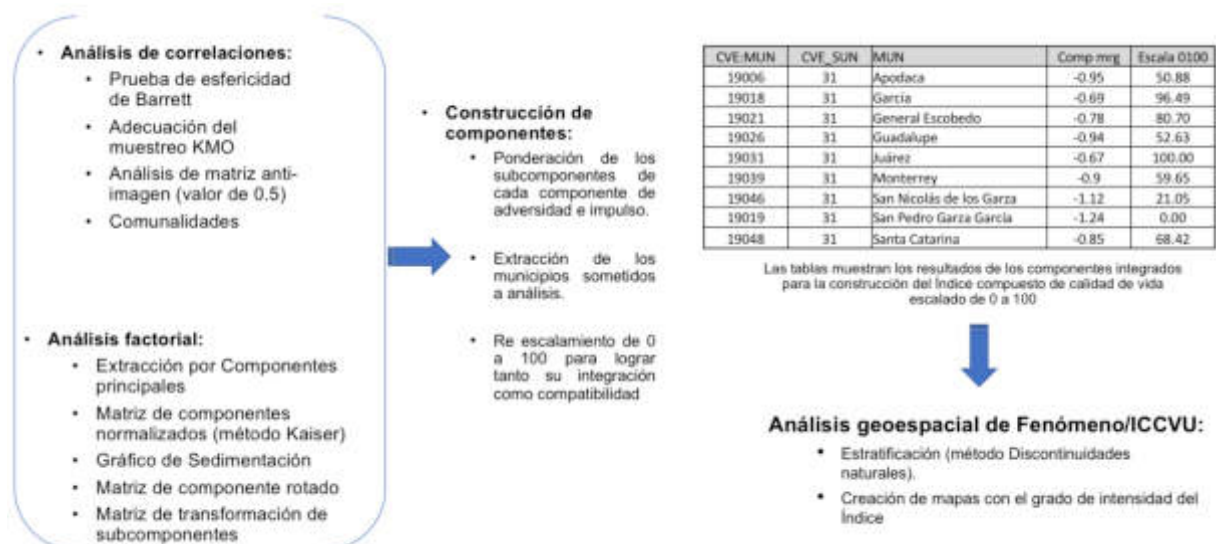 • Análisis de correlaciones:
• Prueba de esfericidad
de Barrett
• Adecuación del
muestreo KMO
• Análisis de matriz anti-
imagen (valor de 0.5)
• Comunalidades
• Análisis factorial:
• Extracción por Componentes
principales
• Matriz de componentes
normalizados (método Kaiser)
• Gráfico de Sedimentación
• Matriz de componente rotado
• Matriz de transformación de
subcomponentes
• Construcción de
componentes:
• Ponderación de los
subcomponentes de
cada componente de
adversidad e impulso.
• Extracción de los
municipios sometidos
a análisis.
• Re escalamiento de 0
a 100 para lograr
tanto su integración
como compatibilidad
CVE:MUN CVE_SUN MUN Comp mrg Escala 0100
19006 31 Apodaca -0.95 50.88
19018 31 García -0.69 96.49
19021 31 General Escobedo -0.78 80.70
19026 31 Guadalupe -0.94 52.63
19031 31 Juárez -0.67 100.00
19039 31 Monterrey -0.9 59.65
19046 31 San Nicolás de los Garza -1.12 21.05
19019 31 San Pedro Garza García -1.24 0.00
19048 31 Santa Catarina -0.85 68.42
Las tablas muestran los resultados de los componentes integrados
para la construcción del Índice compuesto de calidad de vida
escalado de 0 a 100
Análisis geoespacial de Fenómeno/ICCVU:
• Estratificación (método Discontinuidades
naturales).
• Creación de mapas con el grado de intensidad del
Índice